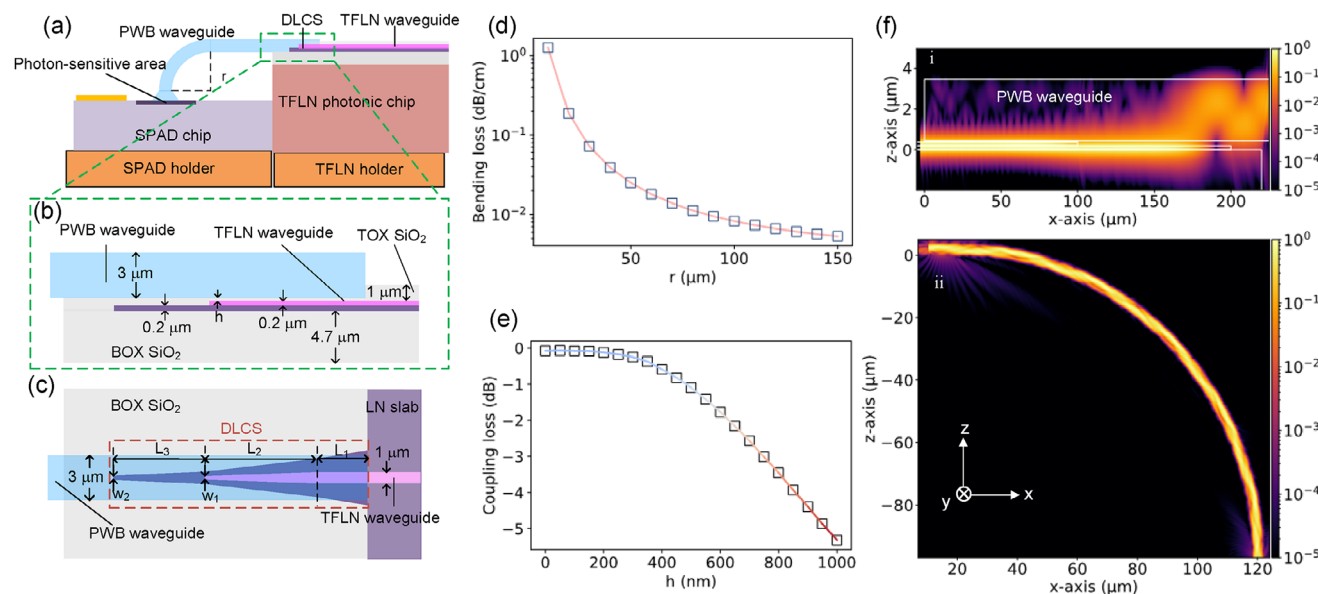 (a)
DLCS
TFLN waveguide
PWB waveguide
Photon-sensitive area
r
TFLN photonic chip
SPAD chip
SPAD holder
TFLN holder
(b)
PWB waveguide
TFLN waveguide
TOX SiO₂
3 μm
1 μm
h
0.2 μm
0.2 μm
4.7 μm
BOX SiO₂
(c)
BOX SiO₂
LN slab
DLCS
L₃
L₂
L₁
1 μm
3 μm
w₂
w₁
TFLN waveguide
PWB waveguide
(d)
Bending loss (dB/cm)
10⁰
10⁻¹
10⁻²
50
100
150
r (μm)
(e)
Coupling loss (dB)
0
−1
−2
−3
−4
−5
0
200
400
600
800
1000
h (nm)
(f)
i
PWB waveguide
z-axis (μm)
4
2
0
0
50
100
150
200
x-axis (μm)
10⁰
10⁻¹
10⁻²
10⁻³
10⁻⁴
10⁻⁵
ii
z-axis (μm)
0
−20
−40
−60
−80
z
y
x
20
40
60
80
100
120
x-axis (μm)
10⁰
10⁻¹
10⁻²
10⁻³
10⁻⁴
10⁻⁵